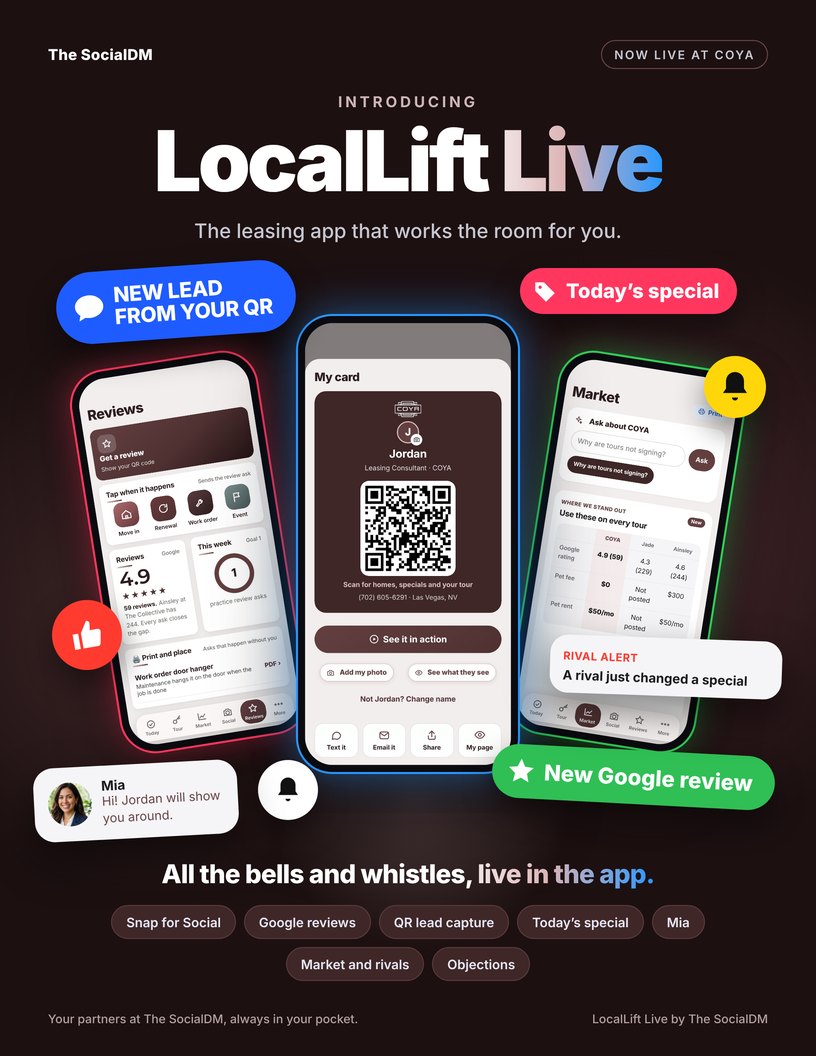 The SocialDM
NOW LIVE AT COYA
INTRODUCING
LocalLift Live
The leasing app that works the room for you.
NEW LEAD
FROM YOUR QR
Today's special
Reviews
Get a review
Show your QR code
Tap when it happens
Sends the review ask
Move in
Renewal
Work order
Event
Reviews
Google
4.9
★★★★★
59 reviews. Ainsley at
The Collective has
244. Every ask closes
the gap.
This week
Goal 1
1
practice review asks
Print and place
Asks that happen without you
Work order door hanger
Maintenance hangs it on the door when the
job is done
PDF ›
Today
Tour
Market
Social
Reviews
More
My card
COYA
J
Jordan
Leasing Consultant · COYA
Scan for homes, specials and your tour
(702) 605-6291 · Las Vegas, NV
See it in action
Add my photo
See what they see
Not Jordan? Change name
Text it
Email it
Share
My page
Market
Print
Ask about COYA
Why are tours not signing?
Ask
Why are tours not signing?
WHERE WE STAND OUT
Use these on every tour
New
COYA
Jade
Ainsley
Google
rating
4.9 (59)
4.3
(229)
4.6
(244)
Pet fee
$0
Not
posted
$300
Pet rent
$50/mo
Not
posted
$50/mo
RIVAL ALERT
A rival just changed a special
Today
Tour
Market
Social
Reviews
More
New Google review
Mia
Hi! Jordan will show
you around.
All the bells and whistles, live in the app.
Snap for Social
Google reviews
QR lead capture
Today's special
Mia
Market and rivals
Objections
Your partners at The SocialDM, always in your pocket.
LocalLift Live by The SocialDM